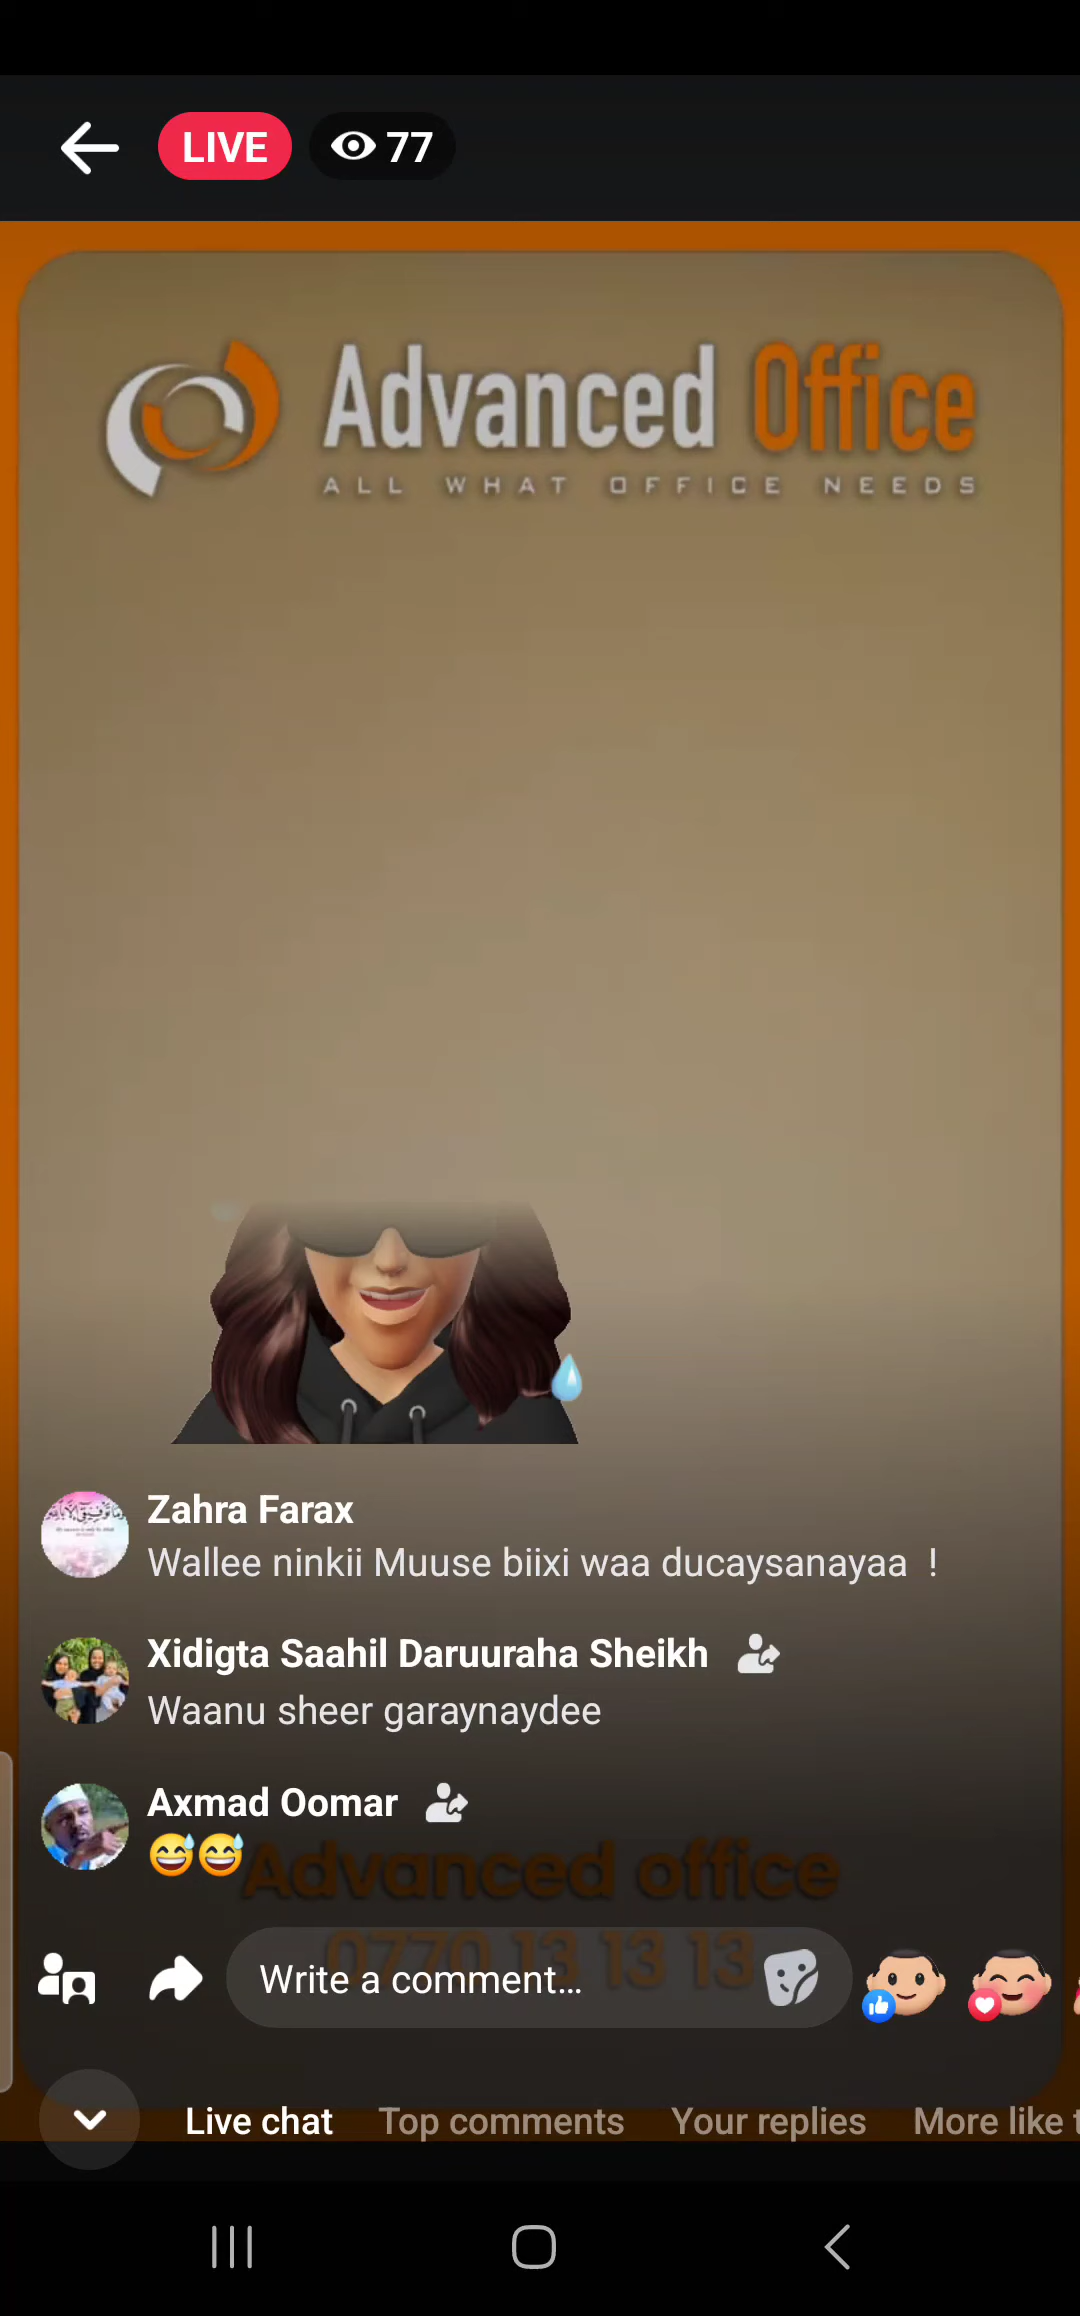 LIVE 77
Advanced Office
ALL WHAT OFFICE NEEDS
Zahra Farax
Wallee ninkii Muuse biixi waa ducaysanayaa !
Xidigta Saahil Daruuraha Sheikh
Waanu sheer garaynaydee
Axmad Oomar
😅😅
Advanced office
0770 13 13 13
Write a comment...
Live chat Top comments Your replies More like t